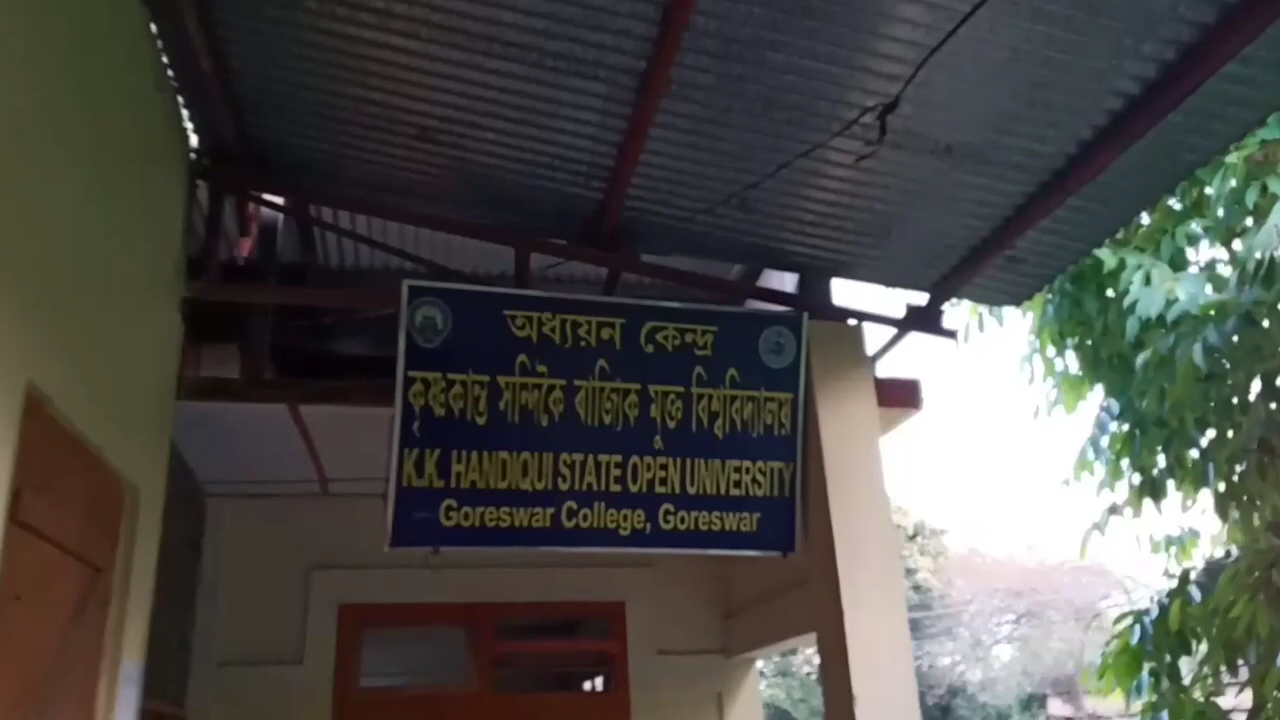 অধ্যয়ন কেন্দ্ৰ
কৃষ্ণকান্ত সন্দিকৈ ৰাজ্যিক মুক্ত বিশ্ববিদ্যালয়
K.K. HANDIQUI STATE OPEN UNIVERSITY
Goreswar College, Goreswar